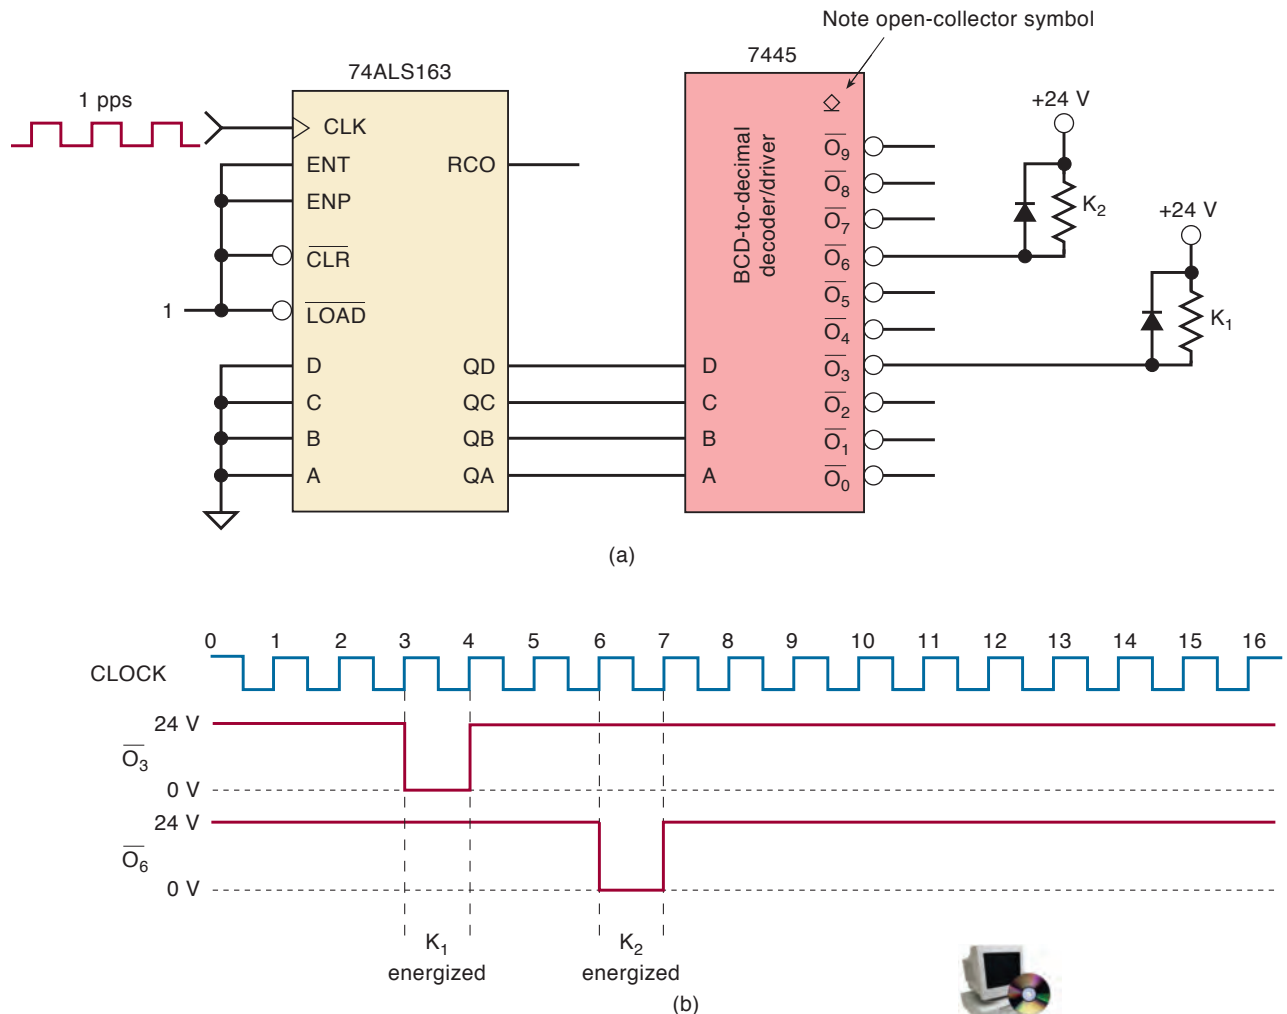 Note open-collector symbol
74ALS163
7445
1 pps
+24 V
+24 V
CLK
ENT
ENP
CLR
LOAD
1
D
C
B
A
RCO
QD
QC
QB
QA
BCD-to-decimal
decoder/driver
D
C
B
A
O9
O8
O7
O6
O5
O4
O3
O2
O1
O0
K2
K1
(a)
0 1 2 3 4 5 6 7 8 9 10 11 12 13 14 15 16
CLOCK
24 V
O3
0 V
24 V
O6
0 V
K1
energized
K2
energized
(b)